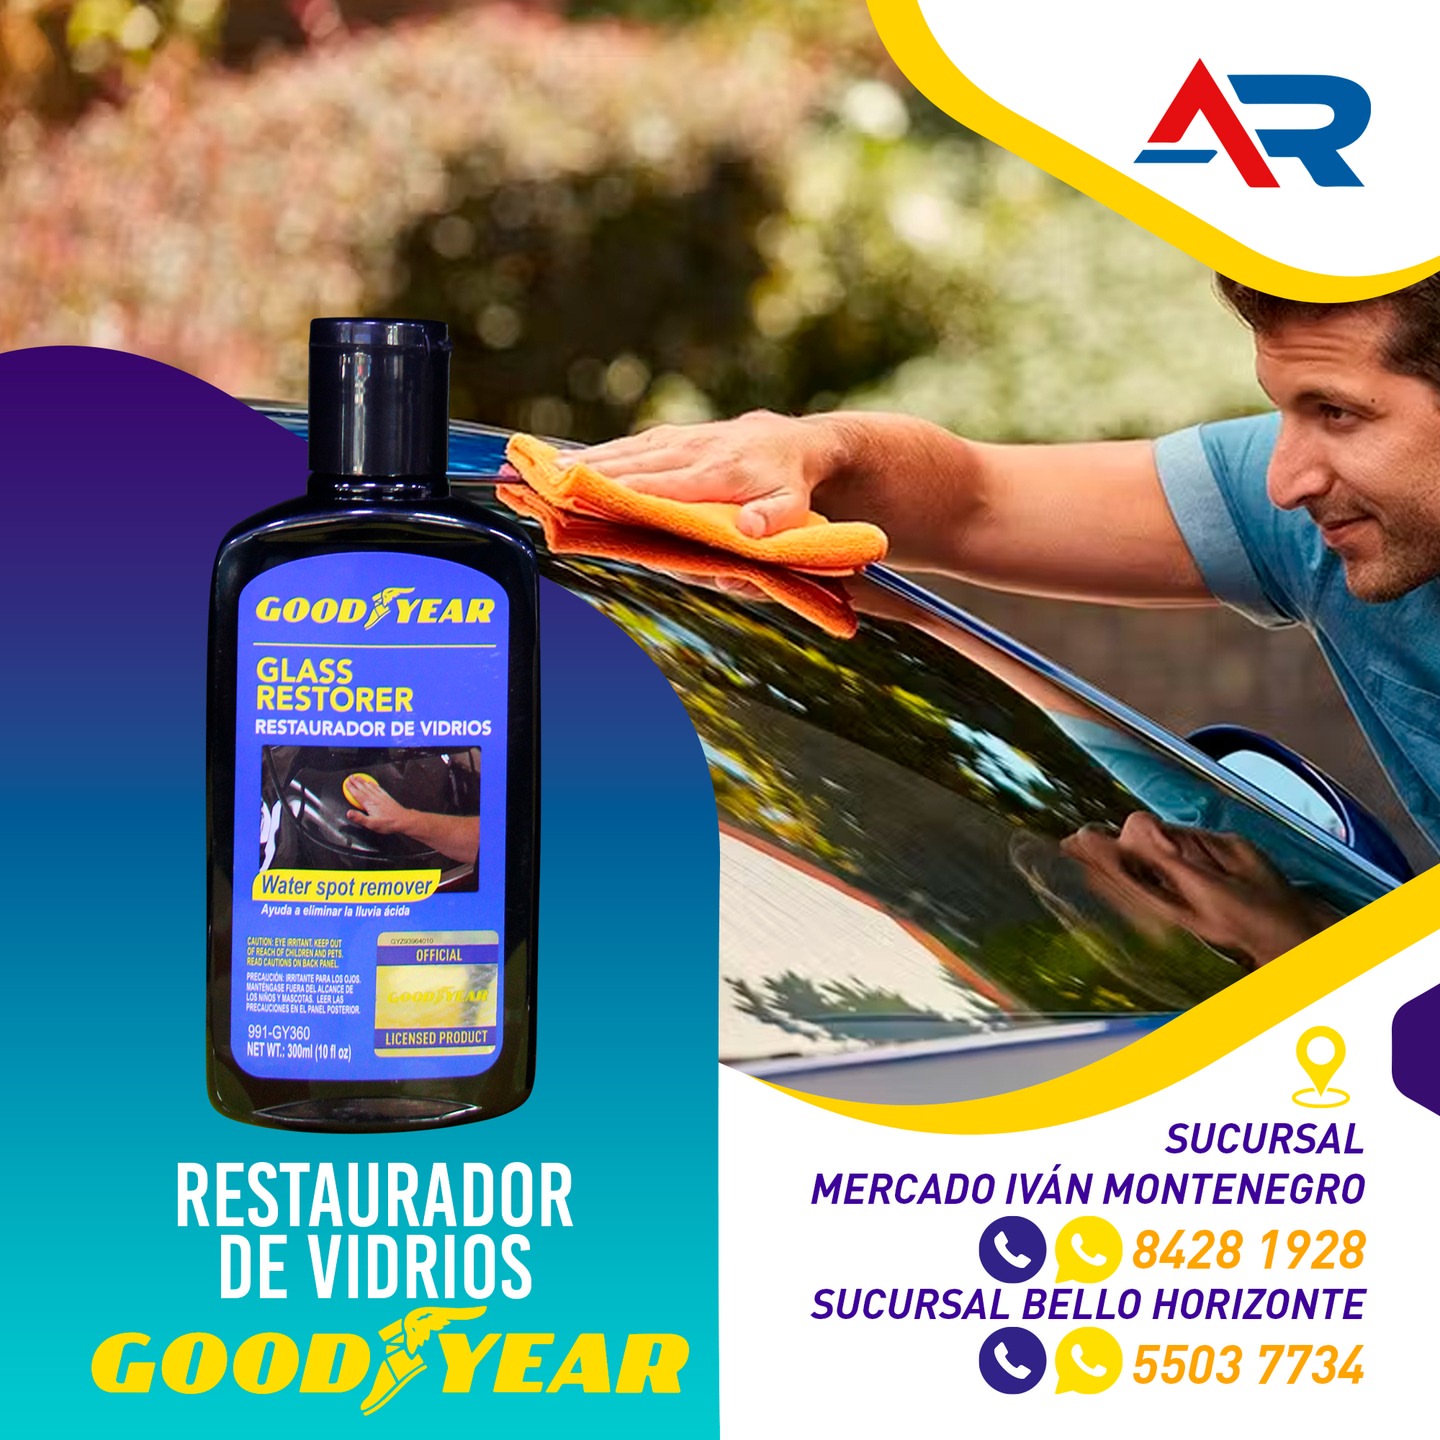 AR
GOODYEAR
GLASS
RESTORER
RESTAURADOR DE VIDRIOS
Water spot remover
Ayuda a eliminar la lluvia ácida
CAUTION: EYE IRRITANT. KEEP OUT
OF REACH OF CHILDREN AND PETS.
READ CAUTIONS ON BACK PANEL.
PRECAUCIÓN: IRRITANTE PARA LOS OJOS.
MANTÉNGASE FUERA DEL ALCANCE DE
LOS NIÑOS Y MASCOTAS. LEER LAS
PRECAUCIONES EN EL PANEL POSTERIOR.
991-GY360
NET WT.: 300ml (10 fl oz)
GYZ93964010
OFFICIAL
GOODYEAR
LICENSED PRODUCT
RESTAURADOR
DE VIDRIOS
GOODYEAR
SUCURSAL
MERCADO IVÁN MONTENEGRO
8428 1928
SUCURSAL BELLO HORIZONTE
5503 7734